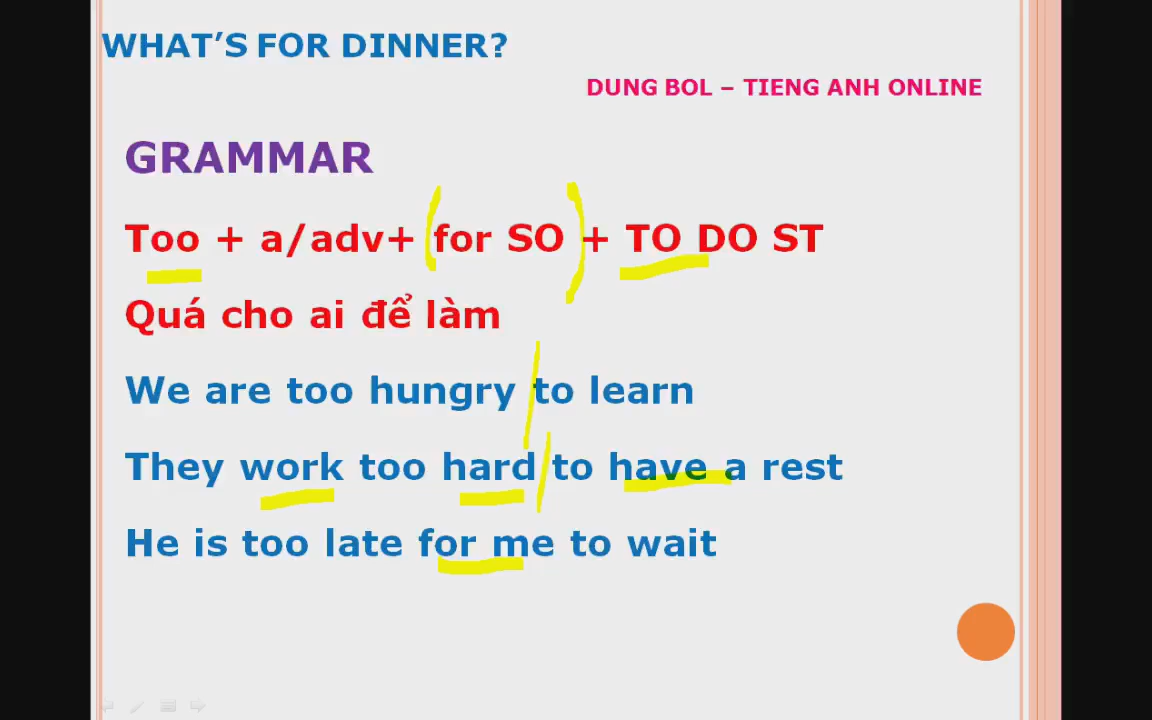 WHAT'S FOR DINNER?
DUNG BOL – TIENG ANH ONLINE
GRAMMAR
Too + a/adv+ for SO + TO DO ST
Quá cho ai để làm
We are too hungry to learn
They work too hard to have a rest
He is too late for me to wait